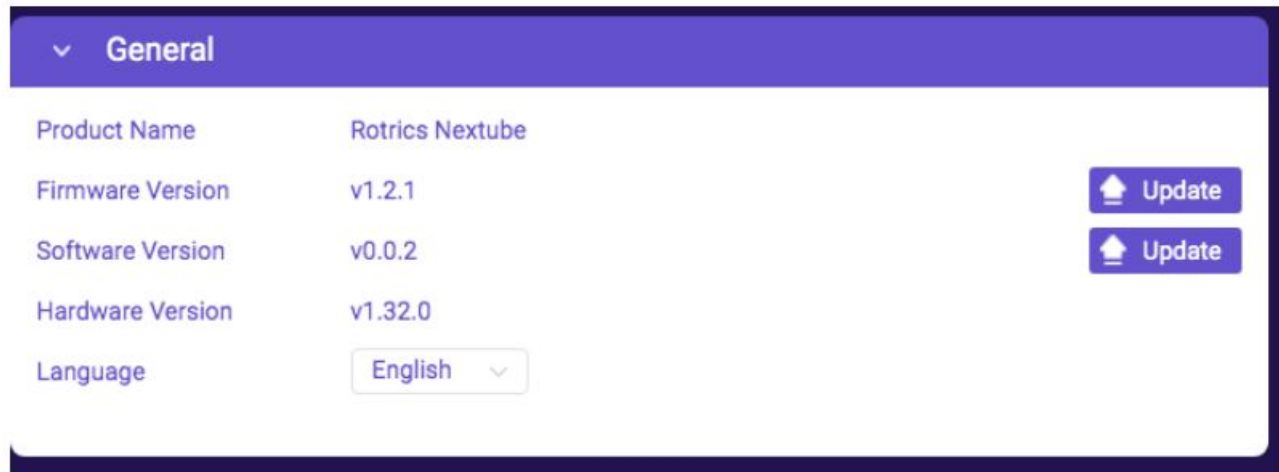 General
Product Name Rotrics Nextube
Firmware Version v1.2.1 Update
Software Version v0.0.2 Update
Hardware Version v1.32.0
Language English